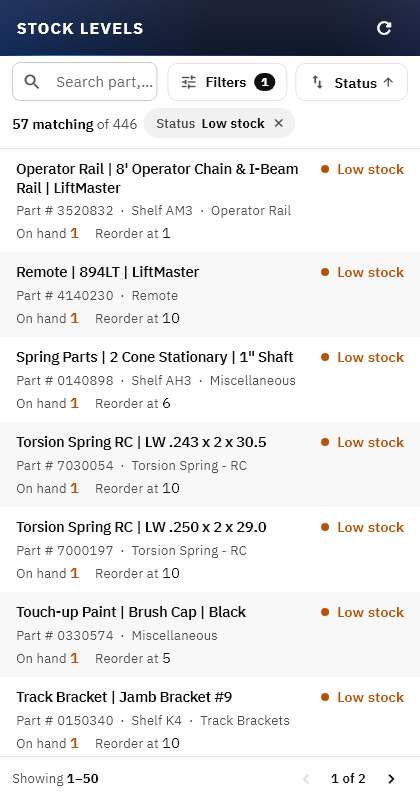 STOCK LEVELS
Search part,...
Filters 1
Status
57 matching of 446
Status Low stock
Operator Rail | 8' Operator Chain & I-Beam
Rail | LiftMaster
Low stock
Part # 3520832 · Shelf AM3 · Operator Rail
On hand 1 Reorder at 1
Remote | 894LT | LiftMaster
Low stock
Part # 4140230 · Remote
On hand 1 Reorder at 10
Spring Parts | 2 Cone Stationary | 1" Shaft
Low stock
Part # 0140898 · Shelf AH3 · Miscellaneous
On hand 1 Reorder at 6
Torsion Spring RC | LW .243 x 2 x 30.5
Low stock
Part # 7030054 · Torsion Spring - RC
On hand 1 Reorder at 10
Torsion Spring RC | LW .250 x 2 x 29.0
Low stock
Part # 7000197 · Torsion Spring - RC
On hand 1 Reorder at 10
Touch-up Paint | Brush Cap | Black
Low stock
Part # 0330574 · Miscellaneous
On hand 1 Reorder at 5
Track Bracket | Jamb Bracket #9
Low stock
Part # 0150340 · Shelf K4 · Track Brackets
On hand 1 Reorder at 10
Showing 1–50
1 of 2